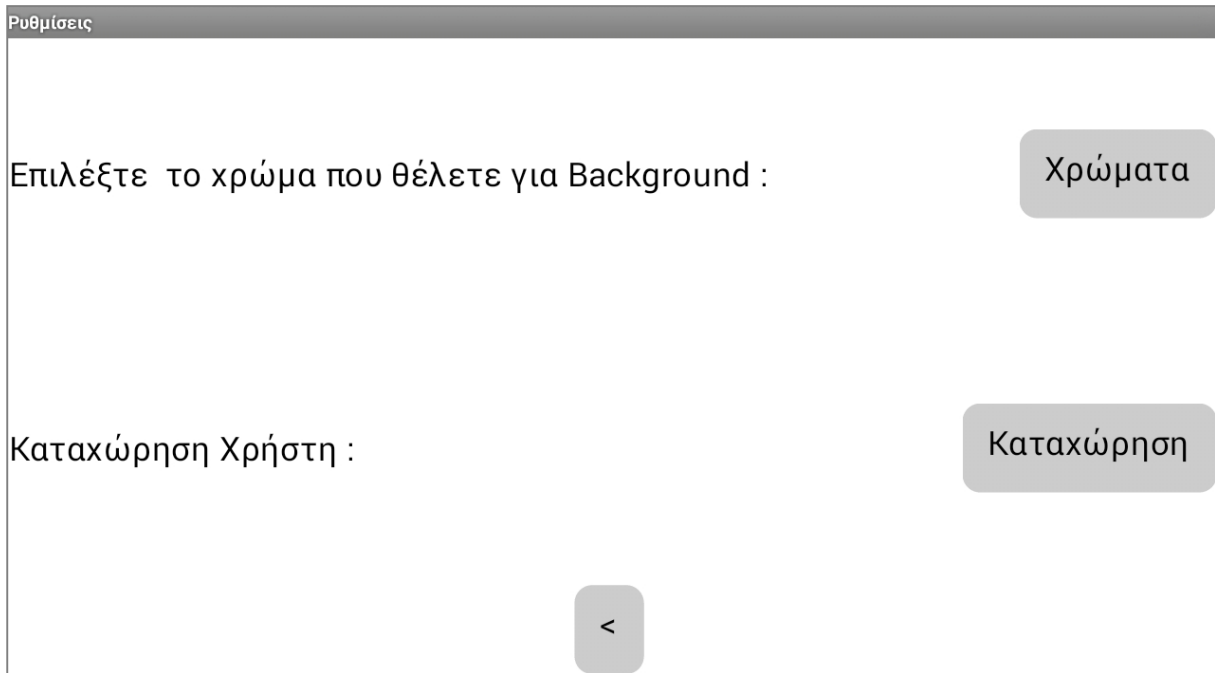 Ρυθμίσεις
Επιλέξτε  το χρώμα που θέλετε για Background :
Χρώματα
Καταχώρηση Χρήστη :
Καταχώρηση
<